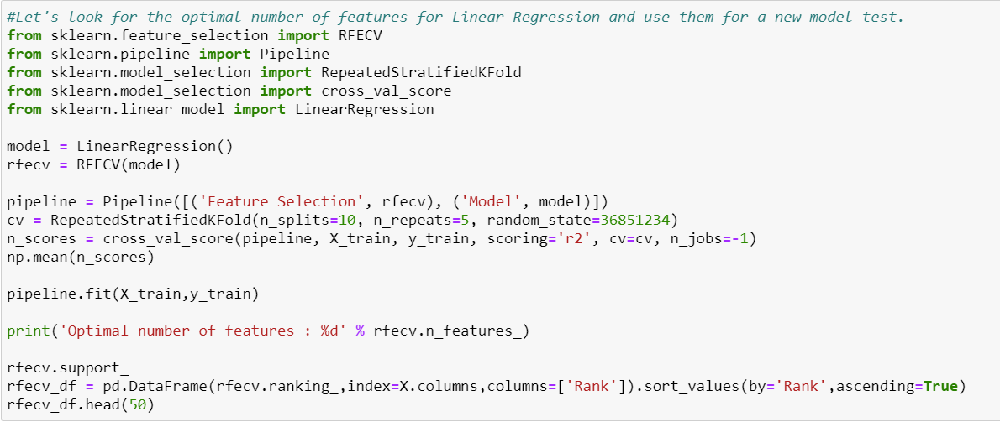 #Let's look for the optimal number of features for Linear Regression and use them for a new model test.
from sklearn.feature_selection import RFECV
from sklearn.pipeline import Pipeline
from sklearn.model_selection import RepeatedStratifiedKFold
from sklearn.model_selection import cross_val_score
from sklearn.linear_model import LinearRegression

model = LinearRegression()
rfecv = RFECV(model)

pipeline = Pipeline([('Feature Selection', rfecv), ('Model', model)])
cv = RepeatedStratifiedKFold(n_splits=10, n_repeats=5, random_state=36851234)
n_scores = cross_val_score(pipeline, X_train, y_train, scoring='r2', cv=cv, n_jobs=-1)
np.mean(n_scores)

pipeline.fit(X_train,y_train)

print('Optimal number of features : %d' % rfecv.n_features_)

rfecv.support_
rfecv_df = pd.DataFrame(rfecv.ranking_,index=X.columns,columns=['Rank']).sort_values(by='Rank',ascending=True)
rfecv_df.head(50)